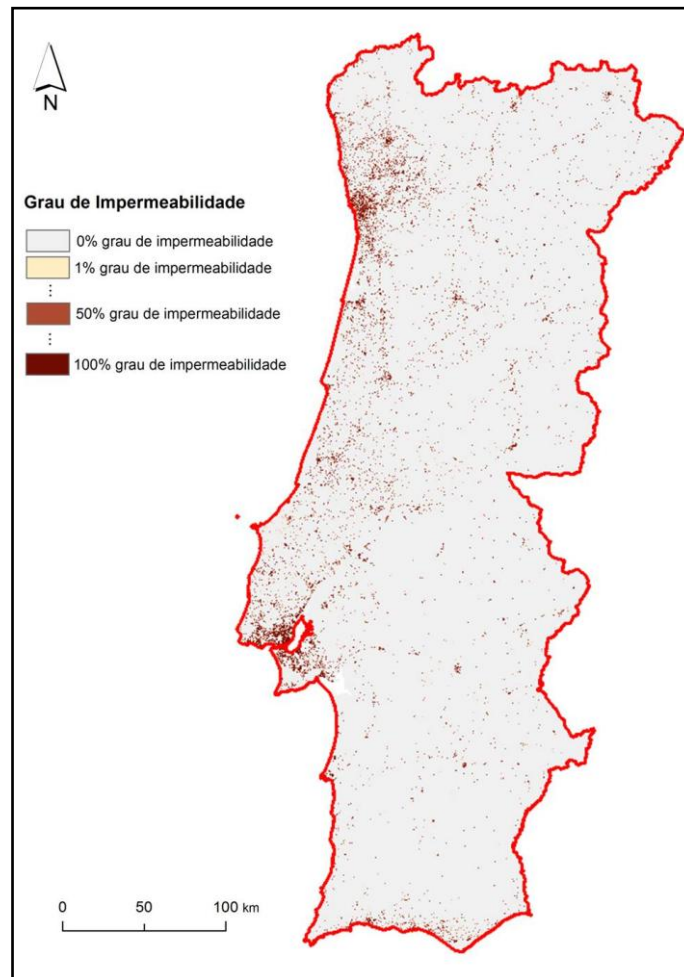 N
Grau de Impermeabilidade
0% grau de impermeabilidade
1% grau de impermeabilidade
⋮
50% grau de impermeabilidade
⋮
100% grau de impermeabilidade
0 50 100 km